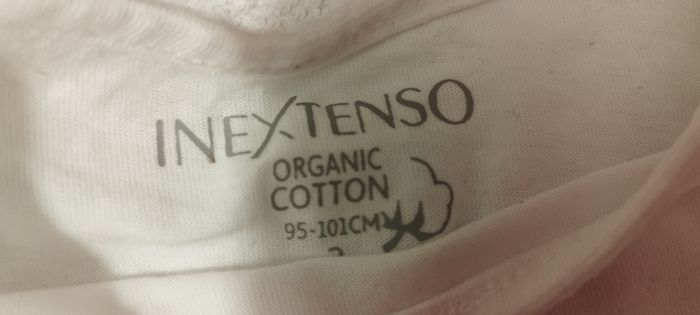 INEXTENSO
ORGANIC
COTTON
95-101CM